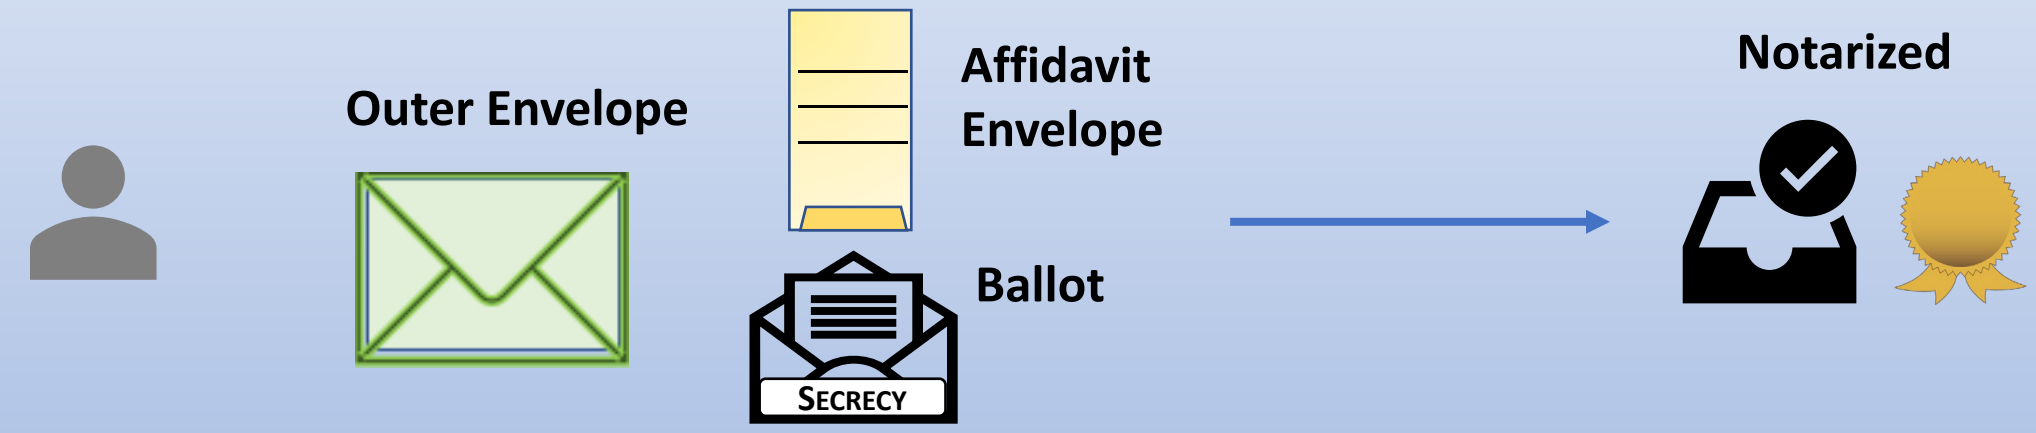 Outer Envelope
Affidavit
Envelope
Ballot
SECRECY
Notarized